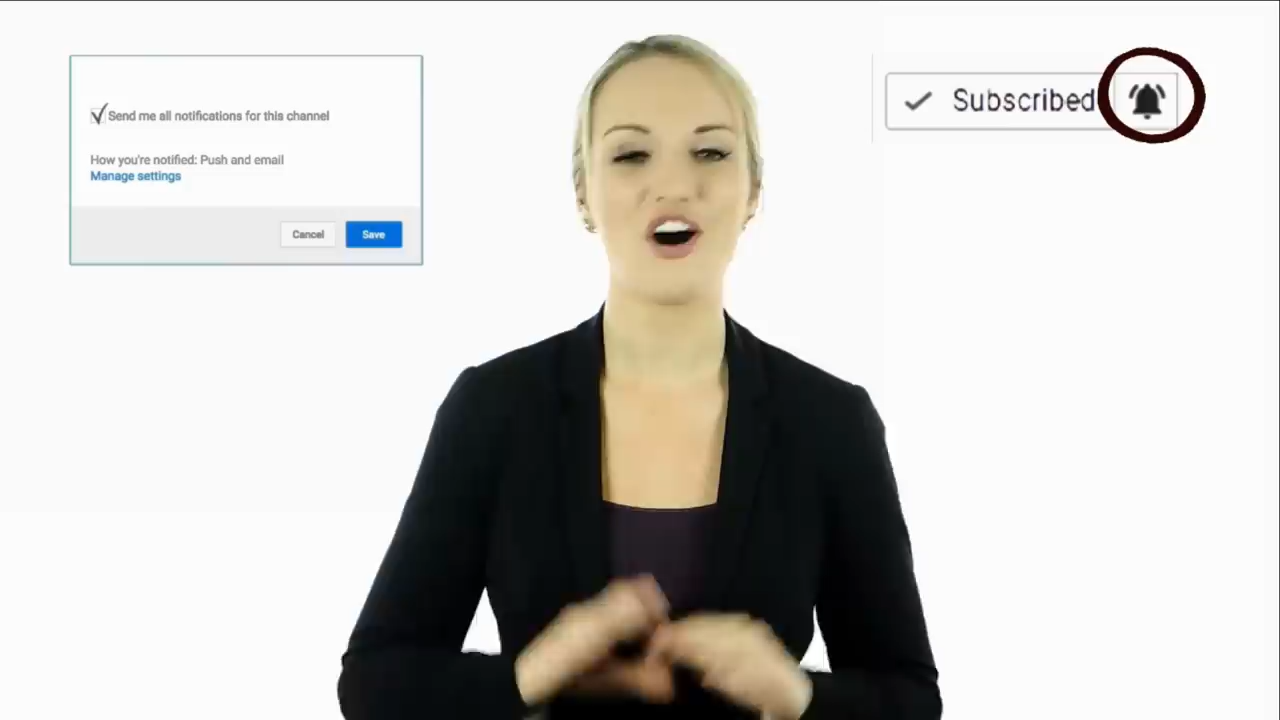 Send me all notifications for this channel
How you're notified: Push and email
Manage settings
Cancel
Save
Subscribed